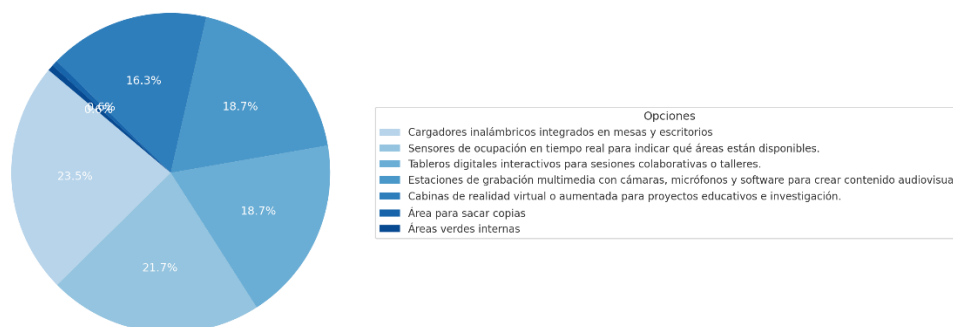 16.3%
18.7%
0.6%
0.6%
23.5%
18.7%
21.7%
Opciones
Cargadores inalámbricos integrados en mesas y escritorios
Sensores de ocupación en tiempo real para indicar qué áreas están disponibles.
Tableros digitales interactivos para sesiones colaborativas o talleres.
Estaciones de grabación multimedia con cámaras, micrófonos y software para crear contenido audiovisua
Cabinas de realidad virtual o aumentada para proyectos educativos e investigación.
Área para sacar copias
Áreas verdes internas